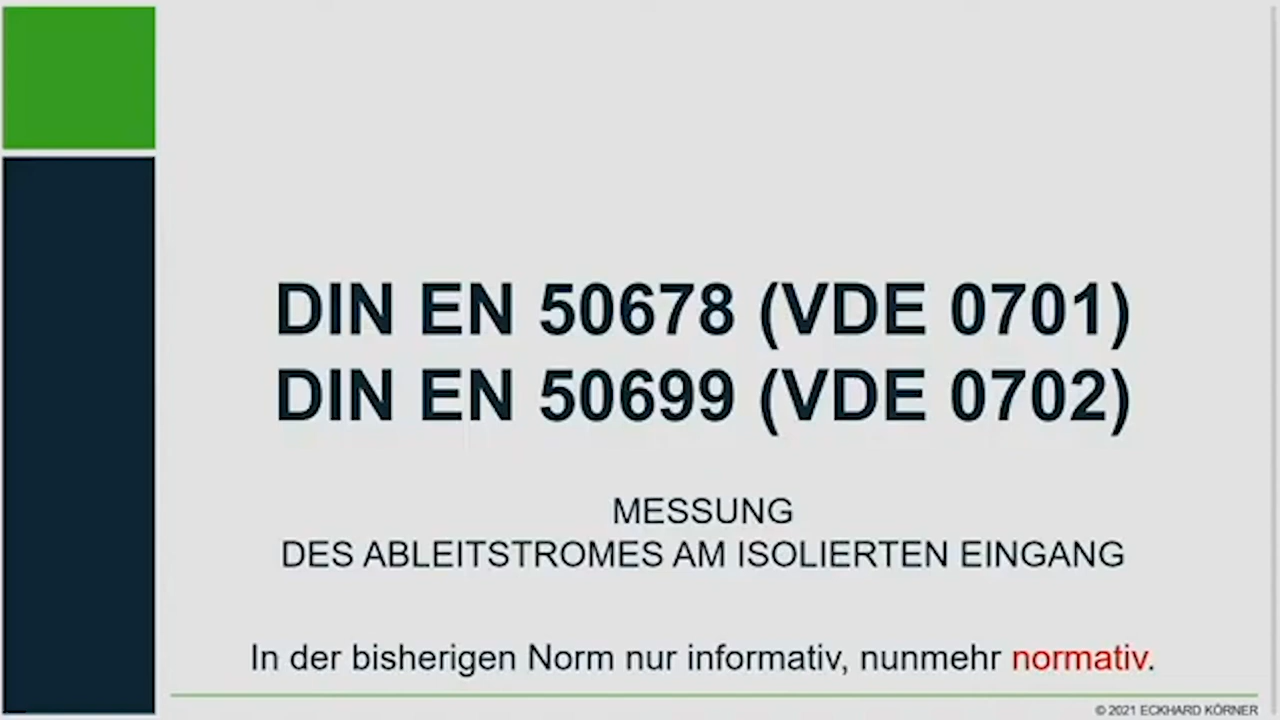 DIN EN 50678 (VDE 0701)
DIN EN 50699 (VDE 0702)
MESSUNG
DES ABLEITSTROMES AM ISOLIERTEN EINGANG
In der bisherigen Norm nur informativ, nunmehr normativ.
© 2021 ECKHARD KÖRNER